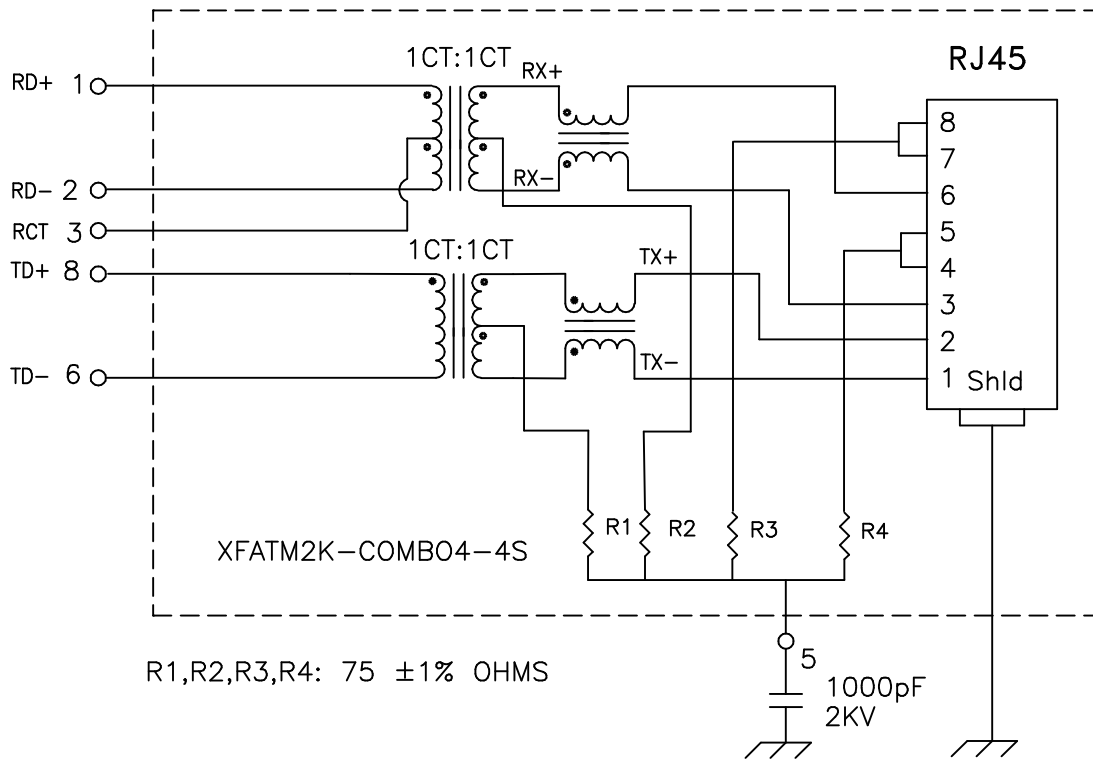 1CT:1CT
RJ45
RD+ 1
RX+
8
7
RX-
6
RD- 2
RCT 3
5
1CT:1CT
TX+
4
TD+ 8
3
2
TX-
TD- 6
1 Shld
R1
R2
R3
R4
XFATM2K-COMBO4-4S
5
R1,R2,R3,R4: 75 ±1% OHMS
1000pF
2KV